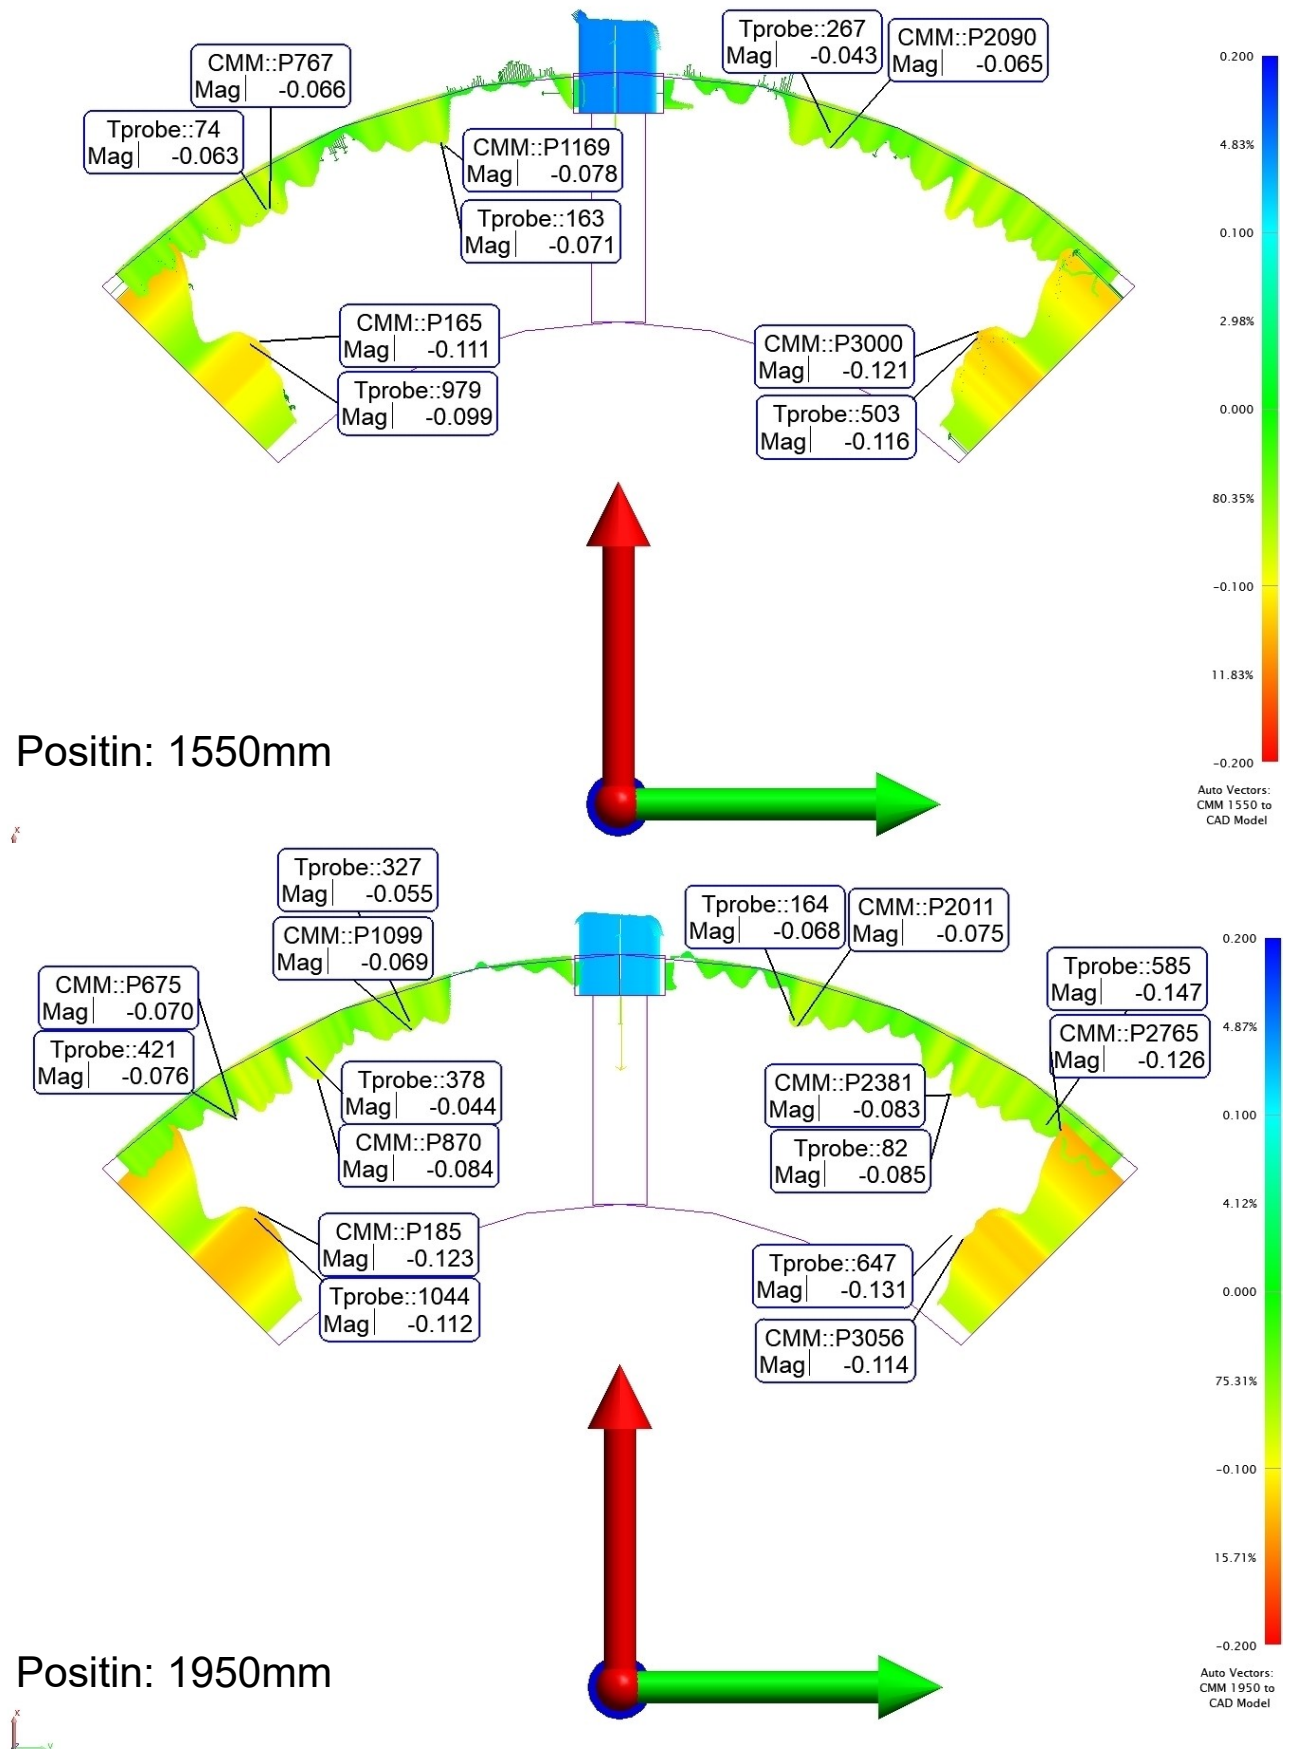 CMM::P767
Mag -0.066
Tprobe::74
Mag -0.063
Tprobe::267
Mag -0.043
CMM::P2090
Mag -0.065
CMM::P1169
Mag -0.078
Tprobe::163
Mag -0.071
CMM::P165
Mag -0.111
Tprobe::979
Mag -0.099
CMM::P3000
Mag -0.121
Tprobe::503
Mag -0.116
0.200
4.83%
0.100
2.98%
0.000
80.35%
-0.100
11.83%
-0.200
Auto Vectors:
CMM 1550 to
CAD Model
Positin: 1550mm
X
Tprobe::327
Mag -0.055
CMM::P1099
Mag -0.069
CMM::P675
Mag -0.070
Tprobe::421
Mag -0.076
Tprobe::378
Mag -0.044
CMM::P870
Mag -0.084
CMM::P185
Mag -0.123
Tprobe::1044
Mag -0.112
Tprobe::164
Mag -0.068
CMM::P2011
Mag -0.075
Tprobe::585
Mag -0.147
CMM::P2765
Mag -0.126
CMM::P2381
Mag -0.083
Tprobe::82
Mag -0.085
Tprobe::647
Mag -0.131
CMM::P3056
Mag -0.114
0.200
4.87%
0.100
4.12%
0.000
75.31%
-0.100
15.71%
-0.200
Auto Vectors:
CMM 1950 to
CAD Model
Positin: 1950mm
X
Z
Y